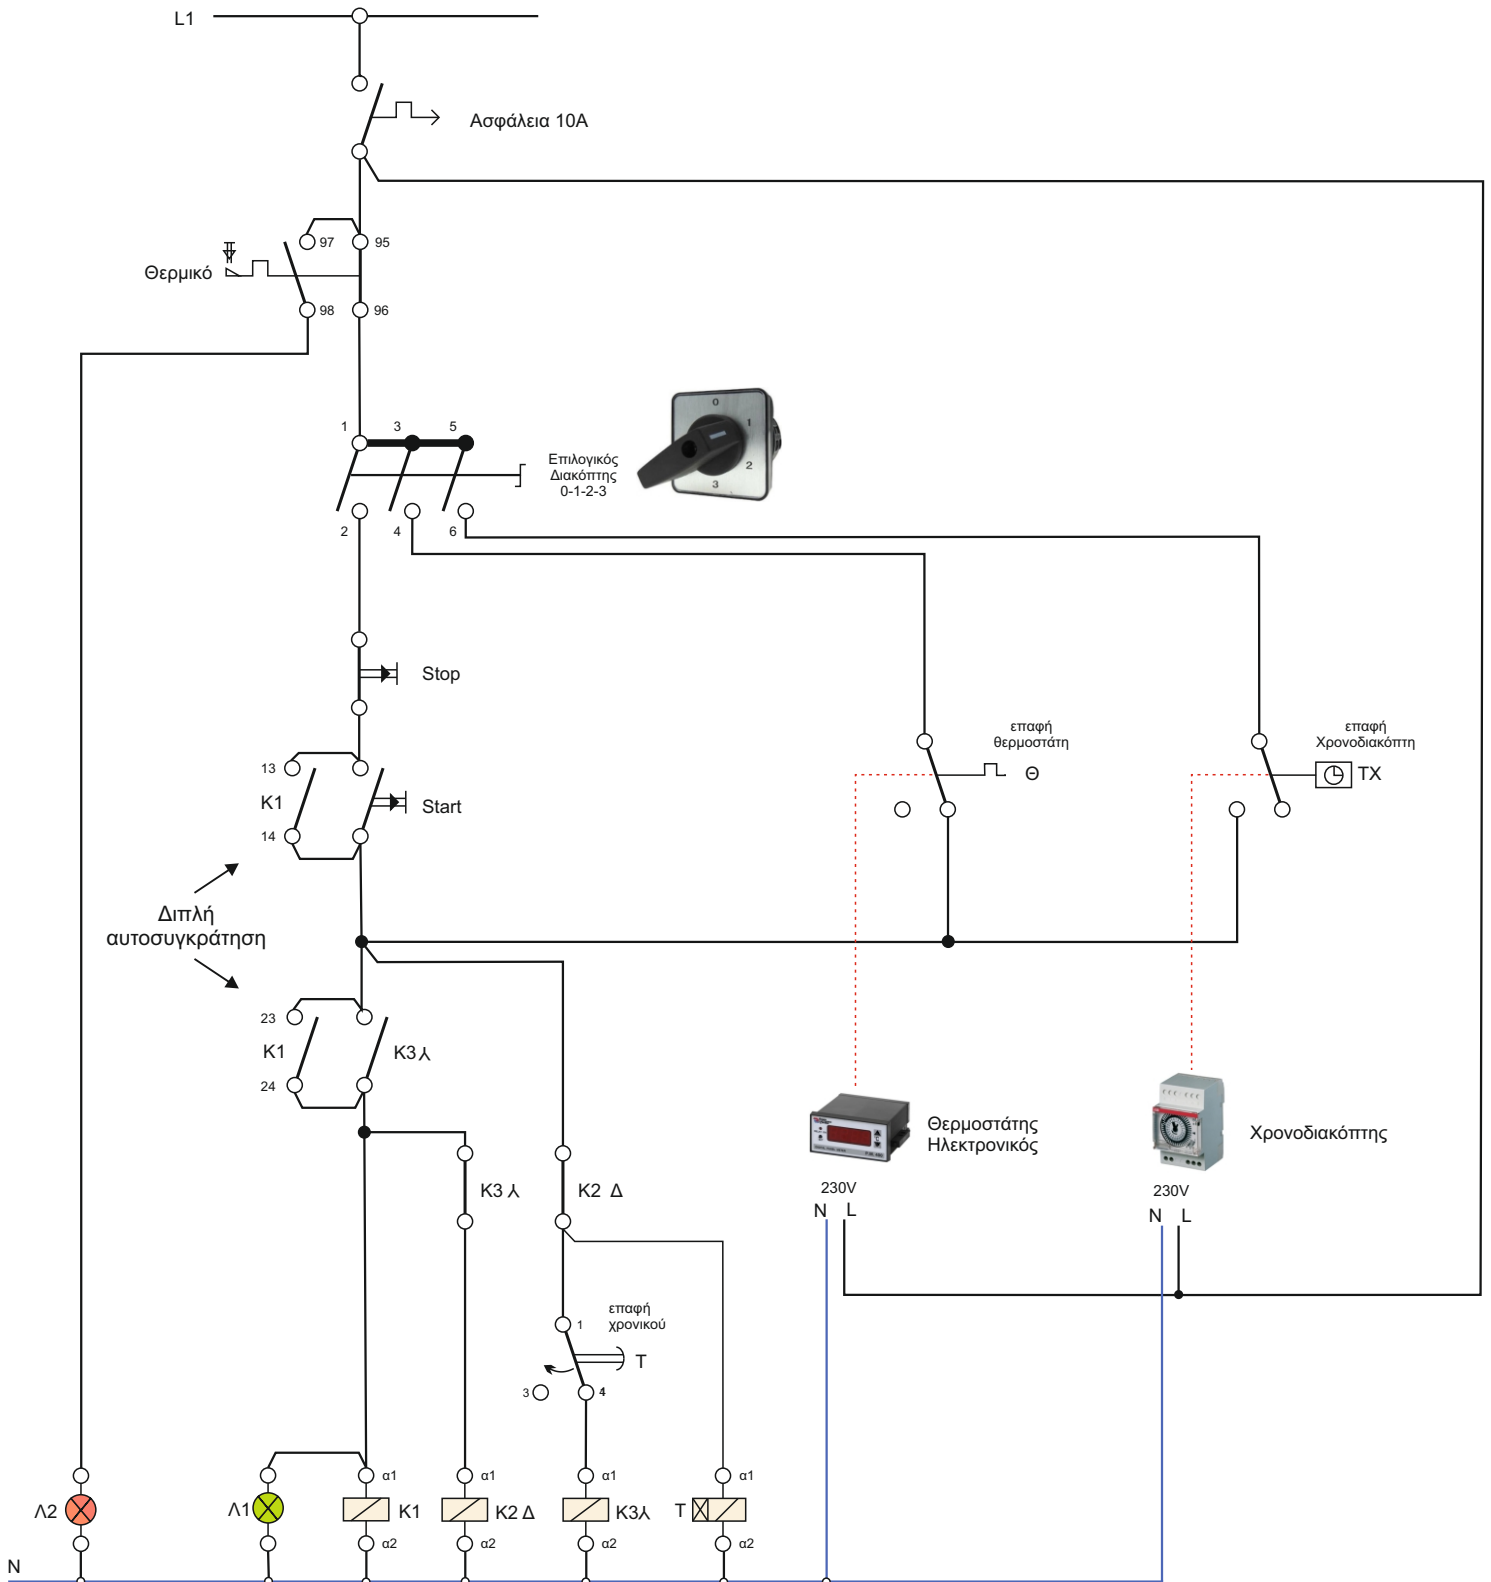 L1
Ασφάλεια 10A
97
95
Θερμικό
98
96
1
3
5
0
1
2
3
Επιλογικός
Διακόπτης
0-1-2-3
2
4
6
Stop
επαφή
θερμοστάτη
επαφή
Χρονοδιακόπτη
13
K1
Θ
TX
14
Start
Διπλή
αυτοσυγκράτηση
23
K1
K3⅄
24
Θερμοστάτης
Ηλεκτρονικός
Χρονοδιακόπτης
K3 ⅄
K2 Δ
230V
N L
230V
N L
επαφή
χρονικού
1
T
3
4
α1
α1
α1
α1
Λ2
Λ1
K1
K2 Δ
K3⅄
T
α2
α2
α2
α2
N